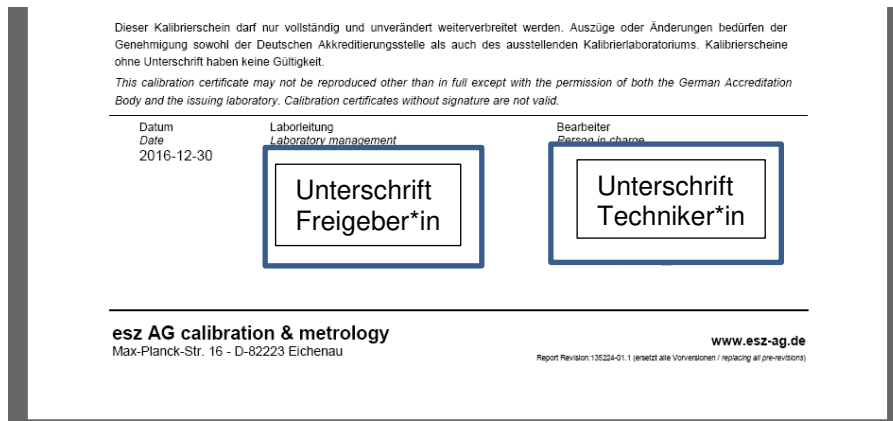 Dieser Kalibrierschein darf nur vollständig und unverändert weiterverbreitet werden. Auszüge oder Änderungen bedürfen der
Genehmigung sowohl der Deutschen Akkreditierungsstelle als auch des ausstellenden Kalibrierlaboratoriums. Kalibrierscheine
ohne Unterschrift haben keine Gültigkeit.
This calibration certificate may not be reproduced other than in full except with the permission of both the German Accreditation
Body and the issuing laboratory. Calibration certificates without signature are not valid.
Datum Laborleitung Bearbeiter
Date Laboratory management Person in charge
2016-12-30
Unterschrift Unterschrift
Freigeber*in Techniker*in
esz AG calibration & metrology
www.esz-ag.de
Max-Planck-Str. 16 - D-82223 Eichenau
Report Revision:135224-01.1 (ersetzt alle Vorversionen / replacing all pre-revisions)